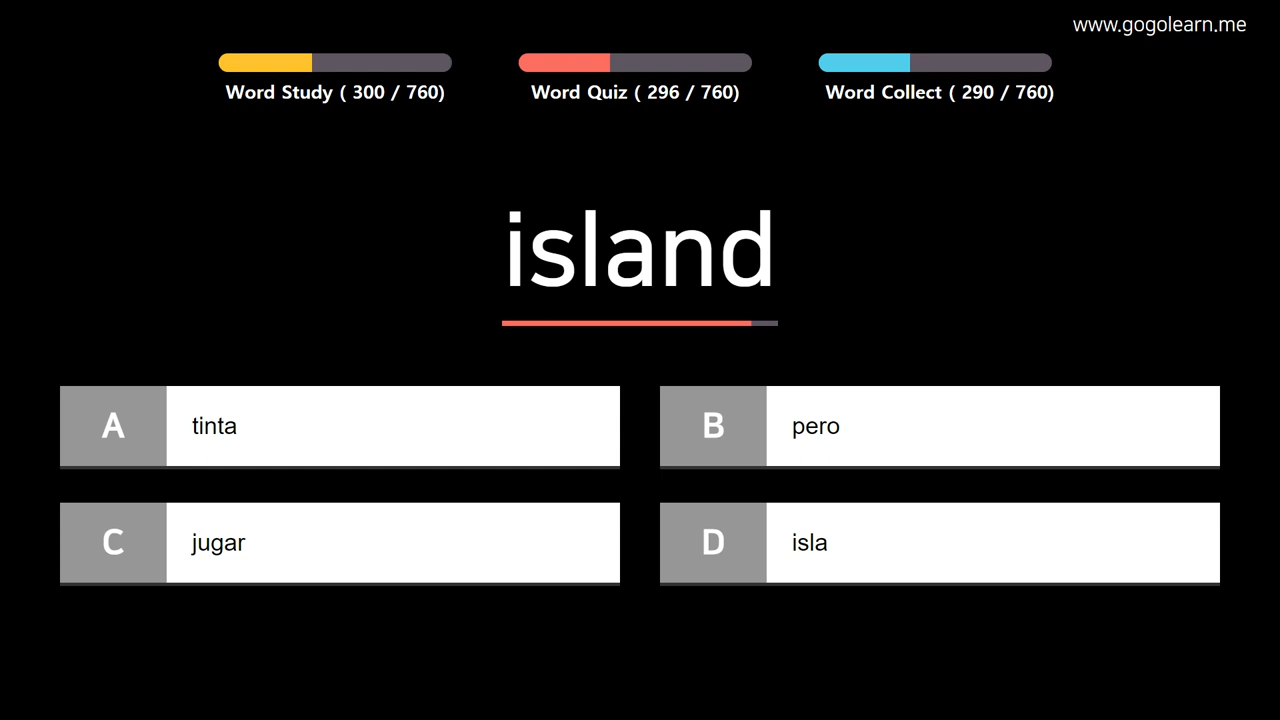 www.gogolearn.me
Word Study ( 300 / 760)
Word Quiz ( 296 / 760)
Word Collect ( 290 / 760)
island
A tinta
B pero
C jugar
D isla